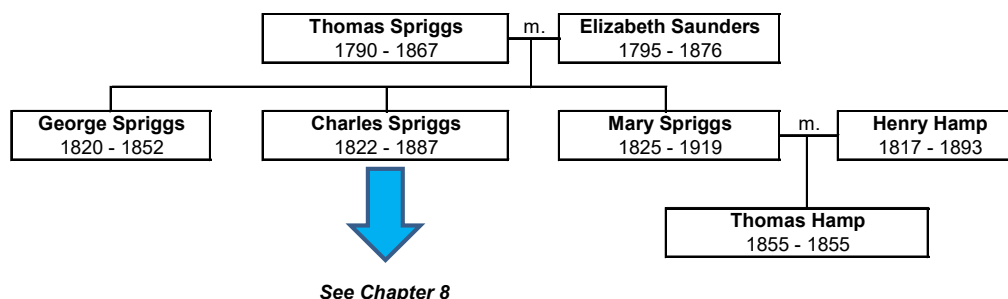 Thomas Spriggs
1790 - 1867
m.
Elizabeth Saunders
1795 - 1876
George Spriggs
1820 - 1852
Charles Spriggs
1822 - 1887
Mary Spriggs
1825 - 1919
m.
Henry Hamp
1817 - 1893
Thomas Hamp
1855 - 1855
See Chapter 8